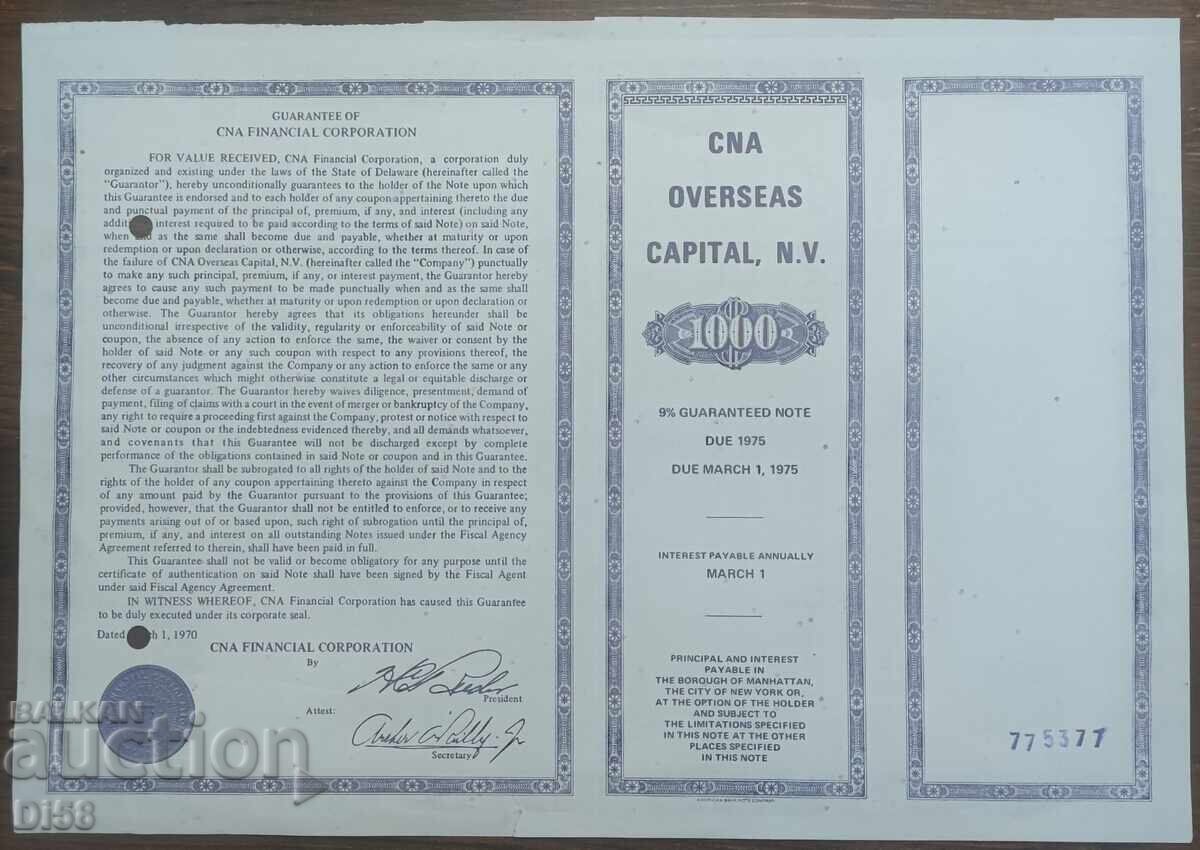 GUARANTEE OF
CNA FINANCIAL CORPORATION
FOR VALUE RECEIVED, CNA Financial Corporation, a corporation duly
organized and existing under the laws of the State of Delaware (hereinafter called the
"Guarantor"), hereby unconditionally guarantees to the holder of the Note upon which
this Guarantee is endorsed and to each holder of any coupon appertaining thereto the due
and punctual payment of the principal of, premium, if any, and interest (including any
addit interest required to be paid according to the terms of said Note) on said Note,
when and as the same shall become due and payable, whether at maturity or upon
redemption or upon declaration or otherwise, according to the terms thereof. In case of
the failure of CNA Overseas Capital, N.V. (hereinafter called the "Company") punctually
to make any such principal, premium, if any, or interest payment, the Guarantor hereby
agrees to cause any such payment to be made punctually when and as the same shall
become due and payable, whether at maturity or upon redemption or upon declaration or
otherwise. The Guarantor hereby agrees that its obligations hereunder shall be
unconditional irrespective of the validity, regularity or enforceability of said Note or
coupon, the absence of any action to enforce the same, the waiver or consent by the
holder of said Note or any such coupon with respect to any provisions thereof, the
recovery of any judgment against the Company or any action to enforce the same or any
other circumstances which might otherwise constitute a legal or equitable discharge or
defense of a guarantor. The Guarantor hereby waives diligence, presentment, demand of
payment, filing of claims with a court in the event of merger or bankruptcy of the Company,
any right to require a proceeding first against the Company, protest or notice with respect to
said Note or coupon or the indebtedness evidenced thereby, and all demands whatsoever,
and covenants that this Guarantee will not be discharged except by complete
performance of the obligations contained in said Note or coupon and in this Guarantee.
The Guarantor shall be subrogated to all rights of the holder of said Note and to the
rights of the holder of any coupon appertaining thereto against the Company in respect
of any amount paid by the Guarantor pursuant to the provisions of this Guarantee;
provided, however, that the Guarantor shall not be entitled to enforce, or to receive any
payments arising out of or based upon, such right of subrogation until the principal of,
premium, if any, and interest on all outstanding Notes issued under the Fiscal Agency
Agreement referred to therein, shall have been paid in full.
This Guarantee shall not be valid or become obligatory for any purpose until the
certificate of authentication on said Note shall have been signed by the Fiscal Agent
under said Fiscal Agency Agreement.
IN WITNESS WHEREOF, CNA Financial Corporation has caused this Guarantee
to be duly executed under its corporate seal.
Dated ch 1, 1970
CNA FINANCIAL CORPORATION
By
President
Attest:
Secretary
CNA
OVERSEAS
CAPITAL, N.V.
1000
9% GUARANTEED NOTE
DUE 1975
DUE MARCH 1, 1975
INTEREST PAYABLE ANNUALLY
MARCH 1
PRINCIPAL AND INTEREST
PAYABLE IN
THE BOROUGH OF MANHATTAN,
THE CITY OF NEW YORK OR,
AT THE OPTION OF THE HOLDER
AND SUBJECT TO
THE LIMITATIONS SPECIFIED
IN THIS NOTE AT THE OTHER
PLACES SPECIFIED
IN THIS NOTE
AMERICAN BANK NOTE COMPANY
775377
BALKAN
auction
Di58